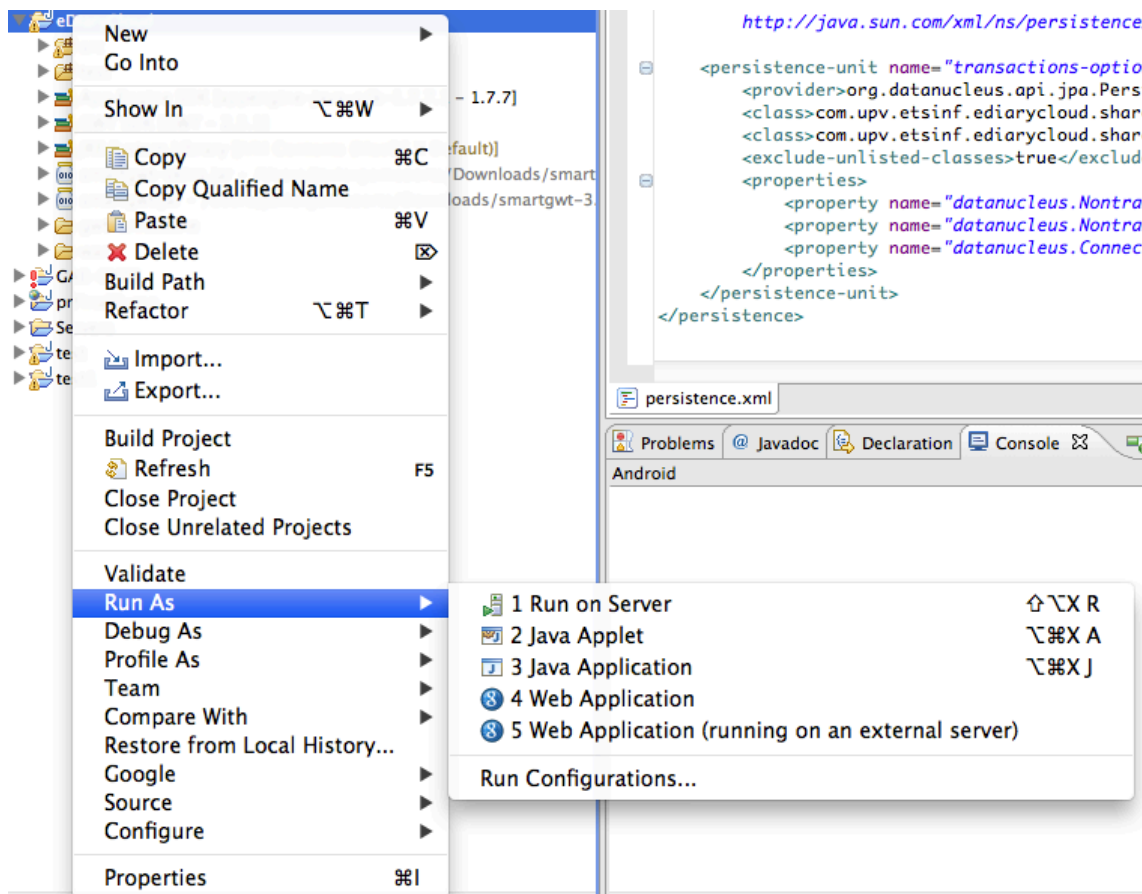 New
Go Into
Show In ⌥⌘W
Copy ⌘C
Copy Qualified Name
Paste ⌘V
Delete ⌦
Build Path
Refactor ⌥⌘T
Import...
Export...
Build Project
Refresh F5
Close Project
Close Unrelated Projects
Validate
Run As
Debug As
Profile As
Team
Compare With
Restore from Local History...
Google
Source
Configure
Properties ⌘I
1 Run on Server ⇧⌥X R
2 Java Applet ⌥⌘X A
3 Java Application ⌥⌘X J
4 Web Application
5 Web Application (running on an external server)
Run Configurations...
- 1.7.7]
efault)]
/Downloads/smart
loads/smartgwt-3.
GA
pr
Se
te
te
http://java.sun.com/xml/ns/persistence
<persistence-unit name="transactions-optio
<provider>org.datanucleus.api.jpa.Pers
<class>com.upv.etsinf.ediarycloud.shar
<class>com.upv.etsinf.ediarycloud.shar
<exclude-unlisted-classes>true</exclud
<properties>
<property name="datanucleus.Nontra
<property name="datanucleus.Nontra
<property name="datanucleus.Connec
</properties>
</persistence-unit>
</persistence>
persistence.xml
Problems @ Javadoc Declaration Console
Android